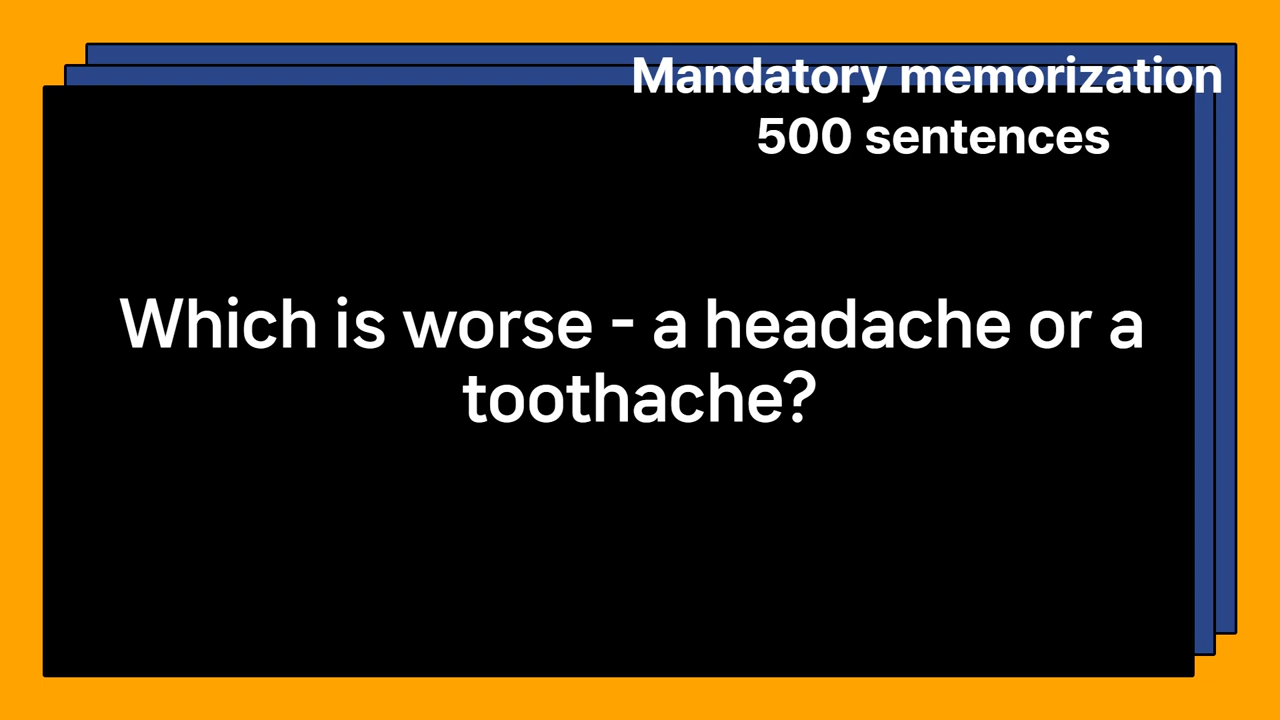 Mandatory memorization
500 sentences
Which is worse - a headache or a
toothache?